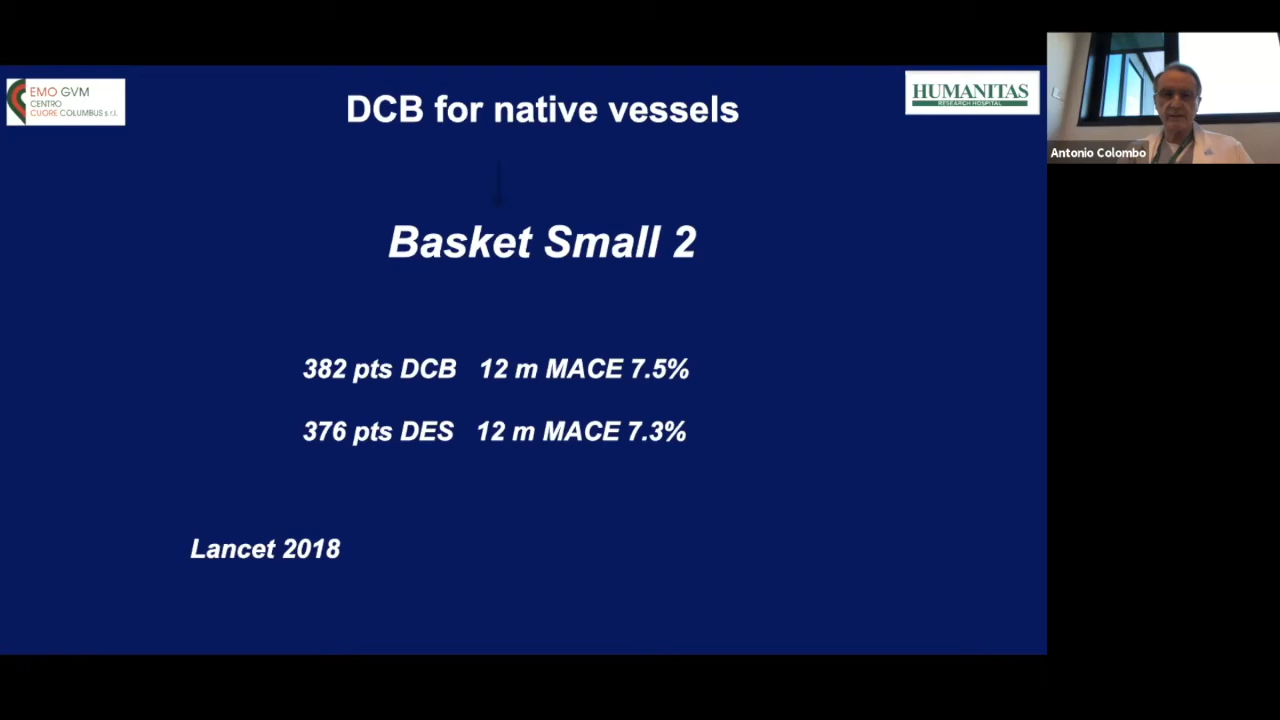 EMO GVM
CENTRO
CUORE COLUMBUS s.r.l.
DCB for native vessels
HUMANITAS
RESEARCH HOSPITAL
Antonio Colombo
Basket Small 2
382 pts DCB 12 m MACE 7.5%
376 pts DES 12 m MACE 7.3%
Lancet 2018